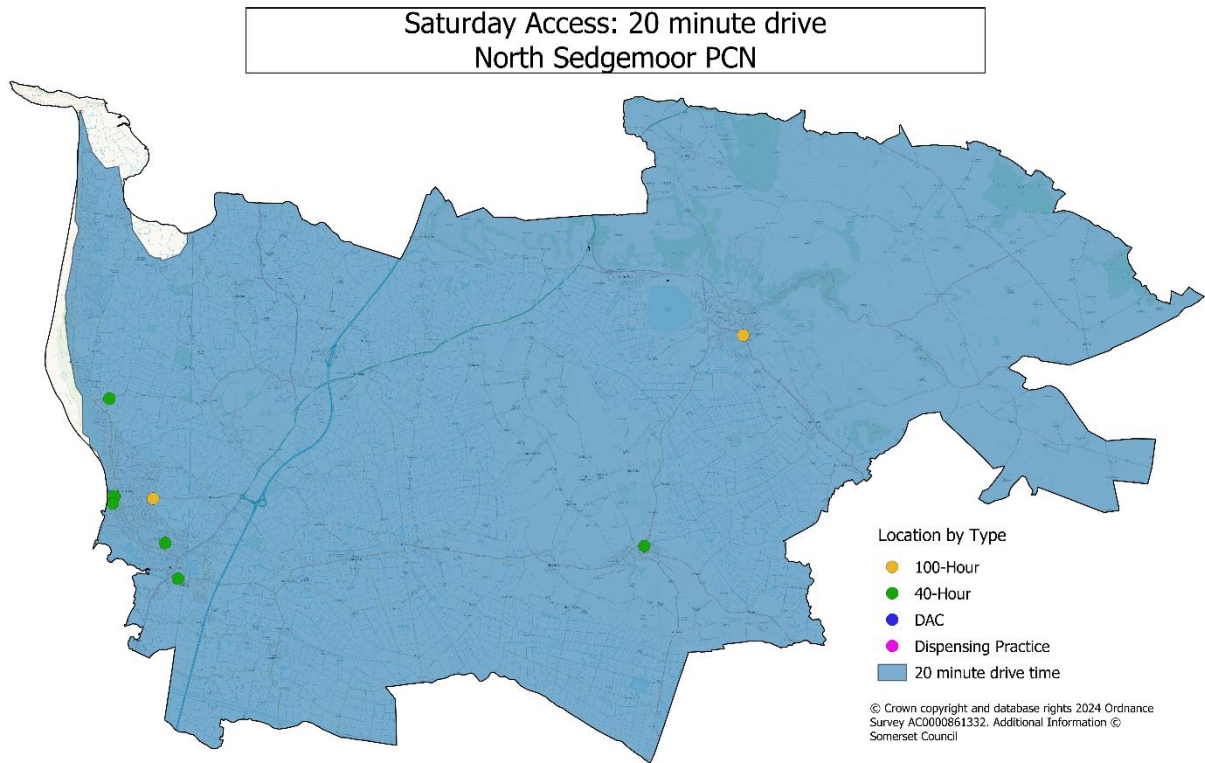 Saturday Access: 20 minute drive
North Sedgemoor PCN
Location by Type
100-Hour
40-Hour
DAC
Dispensing Practice
20 minute drive time
© Crown copyright and database rights 2024 Ordnance
Survey AC0000861332. Additional Information ©
Somerset Council